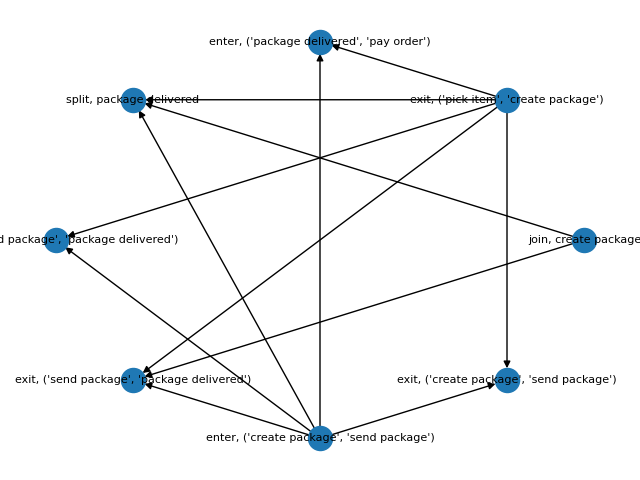 enter, ('package delivered', 'pay order')
split, package delivered
exit, ('pick item', 'create package')
d package', 'package delivered')
join, create package
exit, ('send package', 'package delivered')
exit, ('create package', 'send package')
enter, ('create package', 'send package')